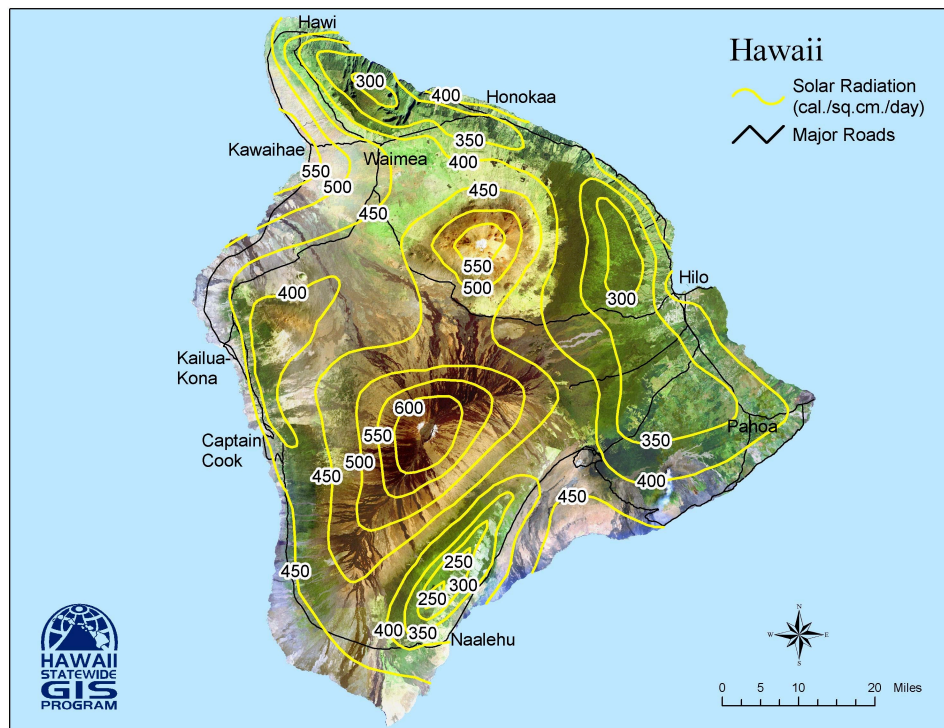 Hawaii
Solar Radiation
(cal./sq.cm./day)
Major Roads
Hawi
300
400
Honokaa
350
Kawaihae
Waimea
400
550
500
450
450
550
500
400
300
Hilo
Kailua-
Kona
600
550
Captain
Cook
500
450
Pahoa
350
400
450
450
250
300
250
400
350
Naalehu
HAWAII
STATEWIDE
GIS
PROGRAM
N
W
E
S
0 5 10 20 Miles